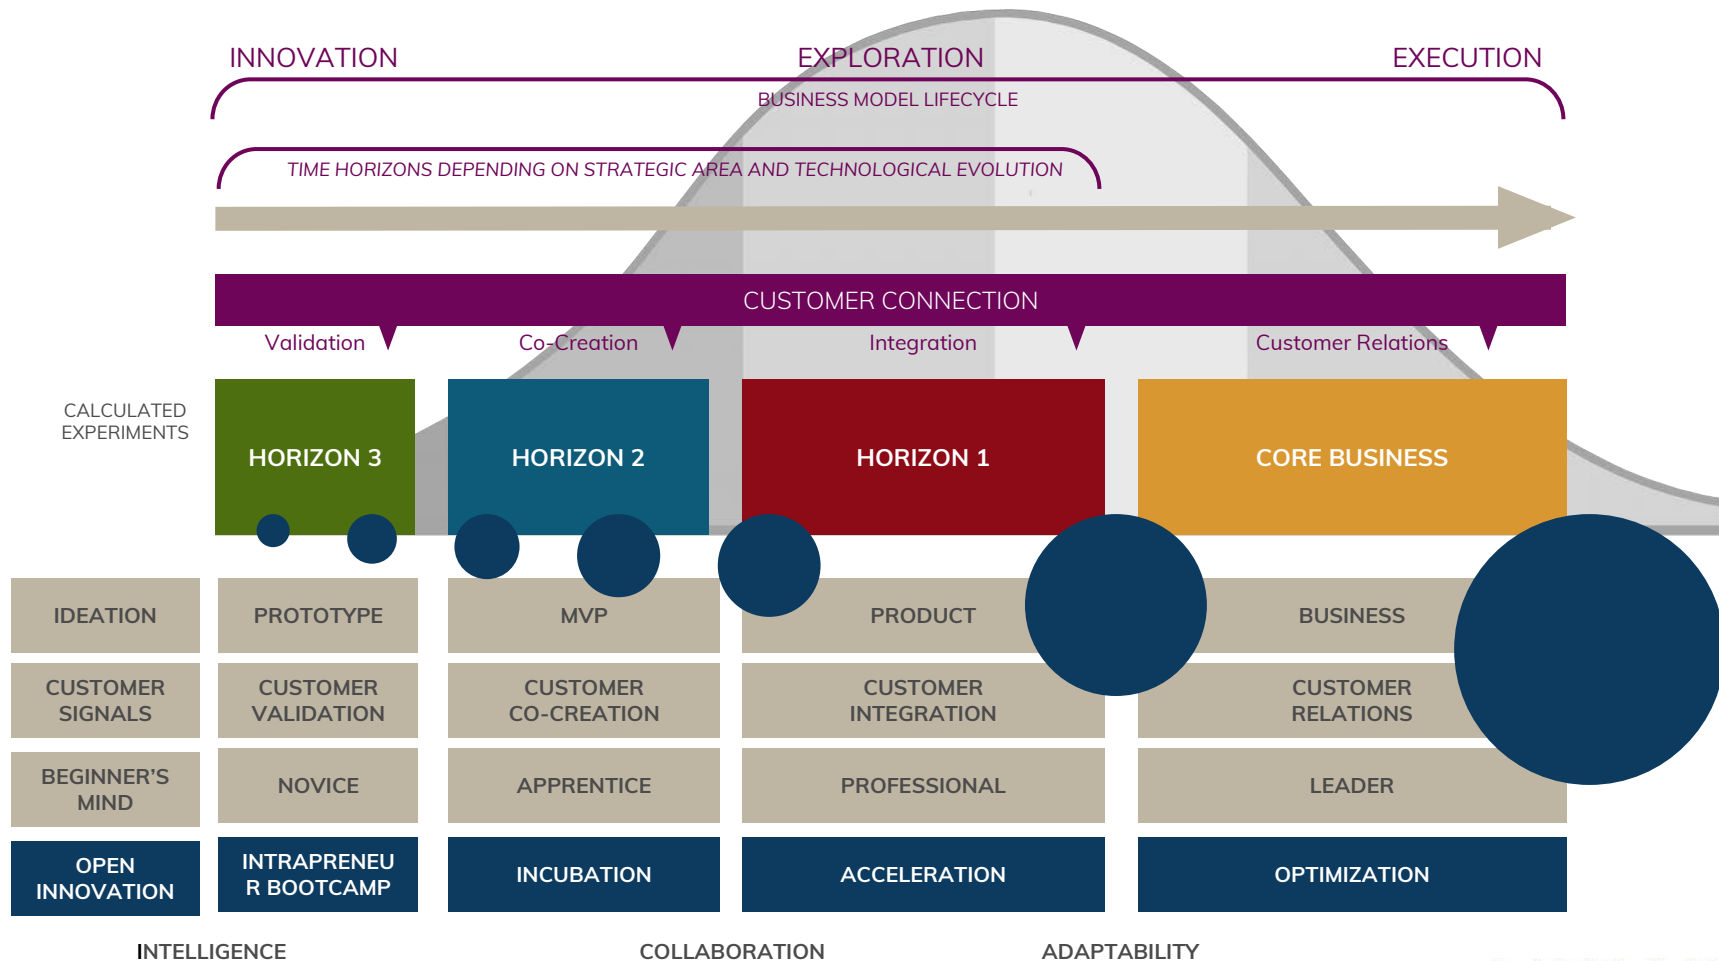 INNOVATION
EXPLORATION
EXECUTION
BUSINESS MODEL LIFECYCLE
TIME HORIZONS DEPENDING ON STRATEGIC AREA AND TECHNOLOGICAL EVOLUTION
CUSTOMER CONNECTION
Validation
Co-Creation
Integration
Customer Relations
CALCULATED
EXPERIMENTS
HORIZON 3
HORIZON 2
HORIZON 1
CORE BUSINESS
IDEATION
PROTOTYPE
MVP
PRODUCT
BUSINESS
CUSTOMER
SIGNALS
CUSTOMER
VALIDATION
CUSTOMER
CO-CREATION
CUSTOMER
INTEGRATION
CUSTOMER
RELATIONS
BEGINNER'S
MIND
NOVICE
APPRENTICE
PROFESSIONAL
LEADER
OPEN
INNOVATION
INTRAPRENEU
R BOOTCAMP
INCUBATION
ACCELERATION
OPTIMIZATION
INTELLIGENCE
COLLABORATION
ADAPTABILITY